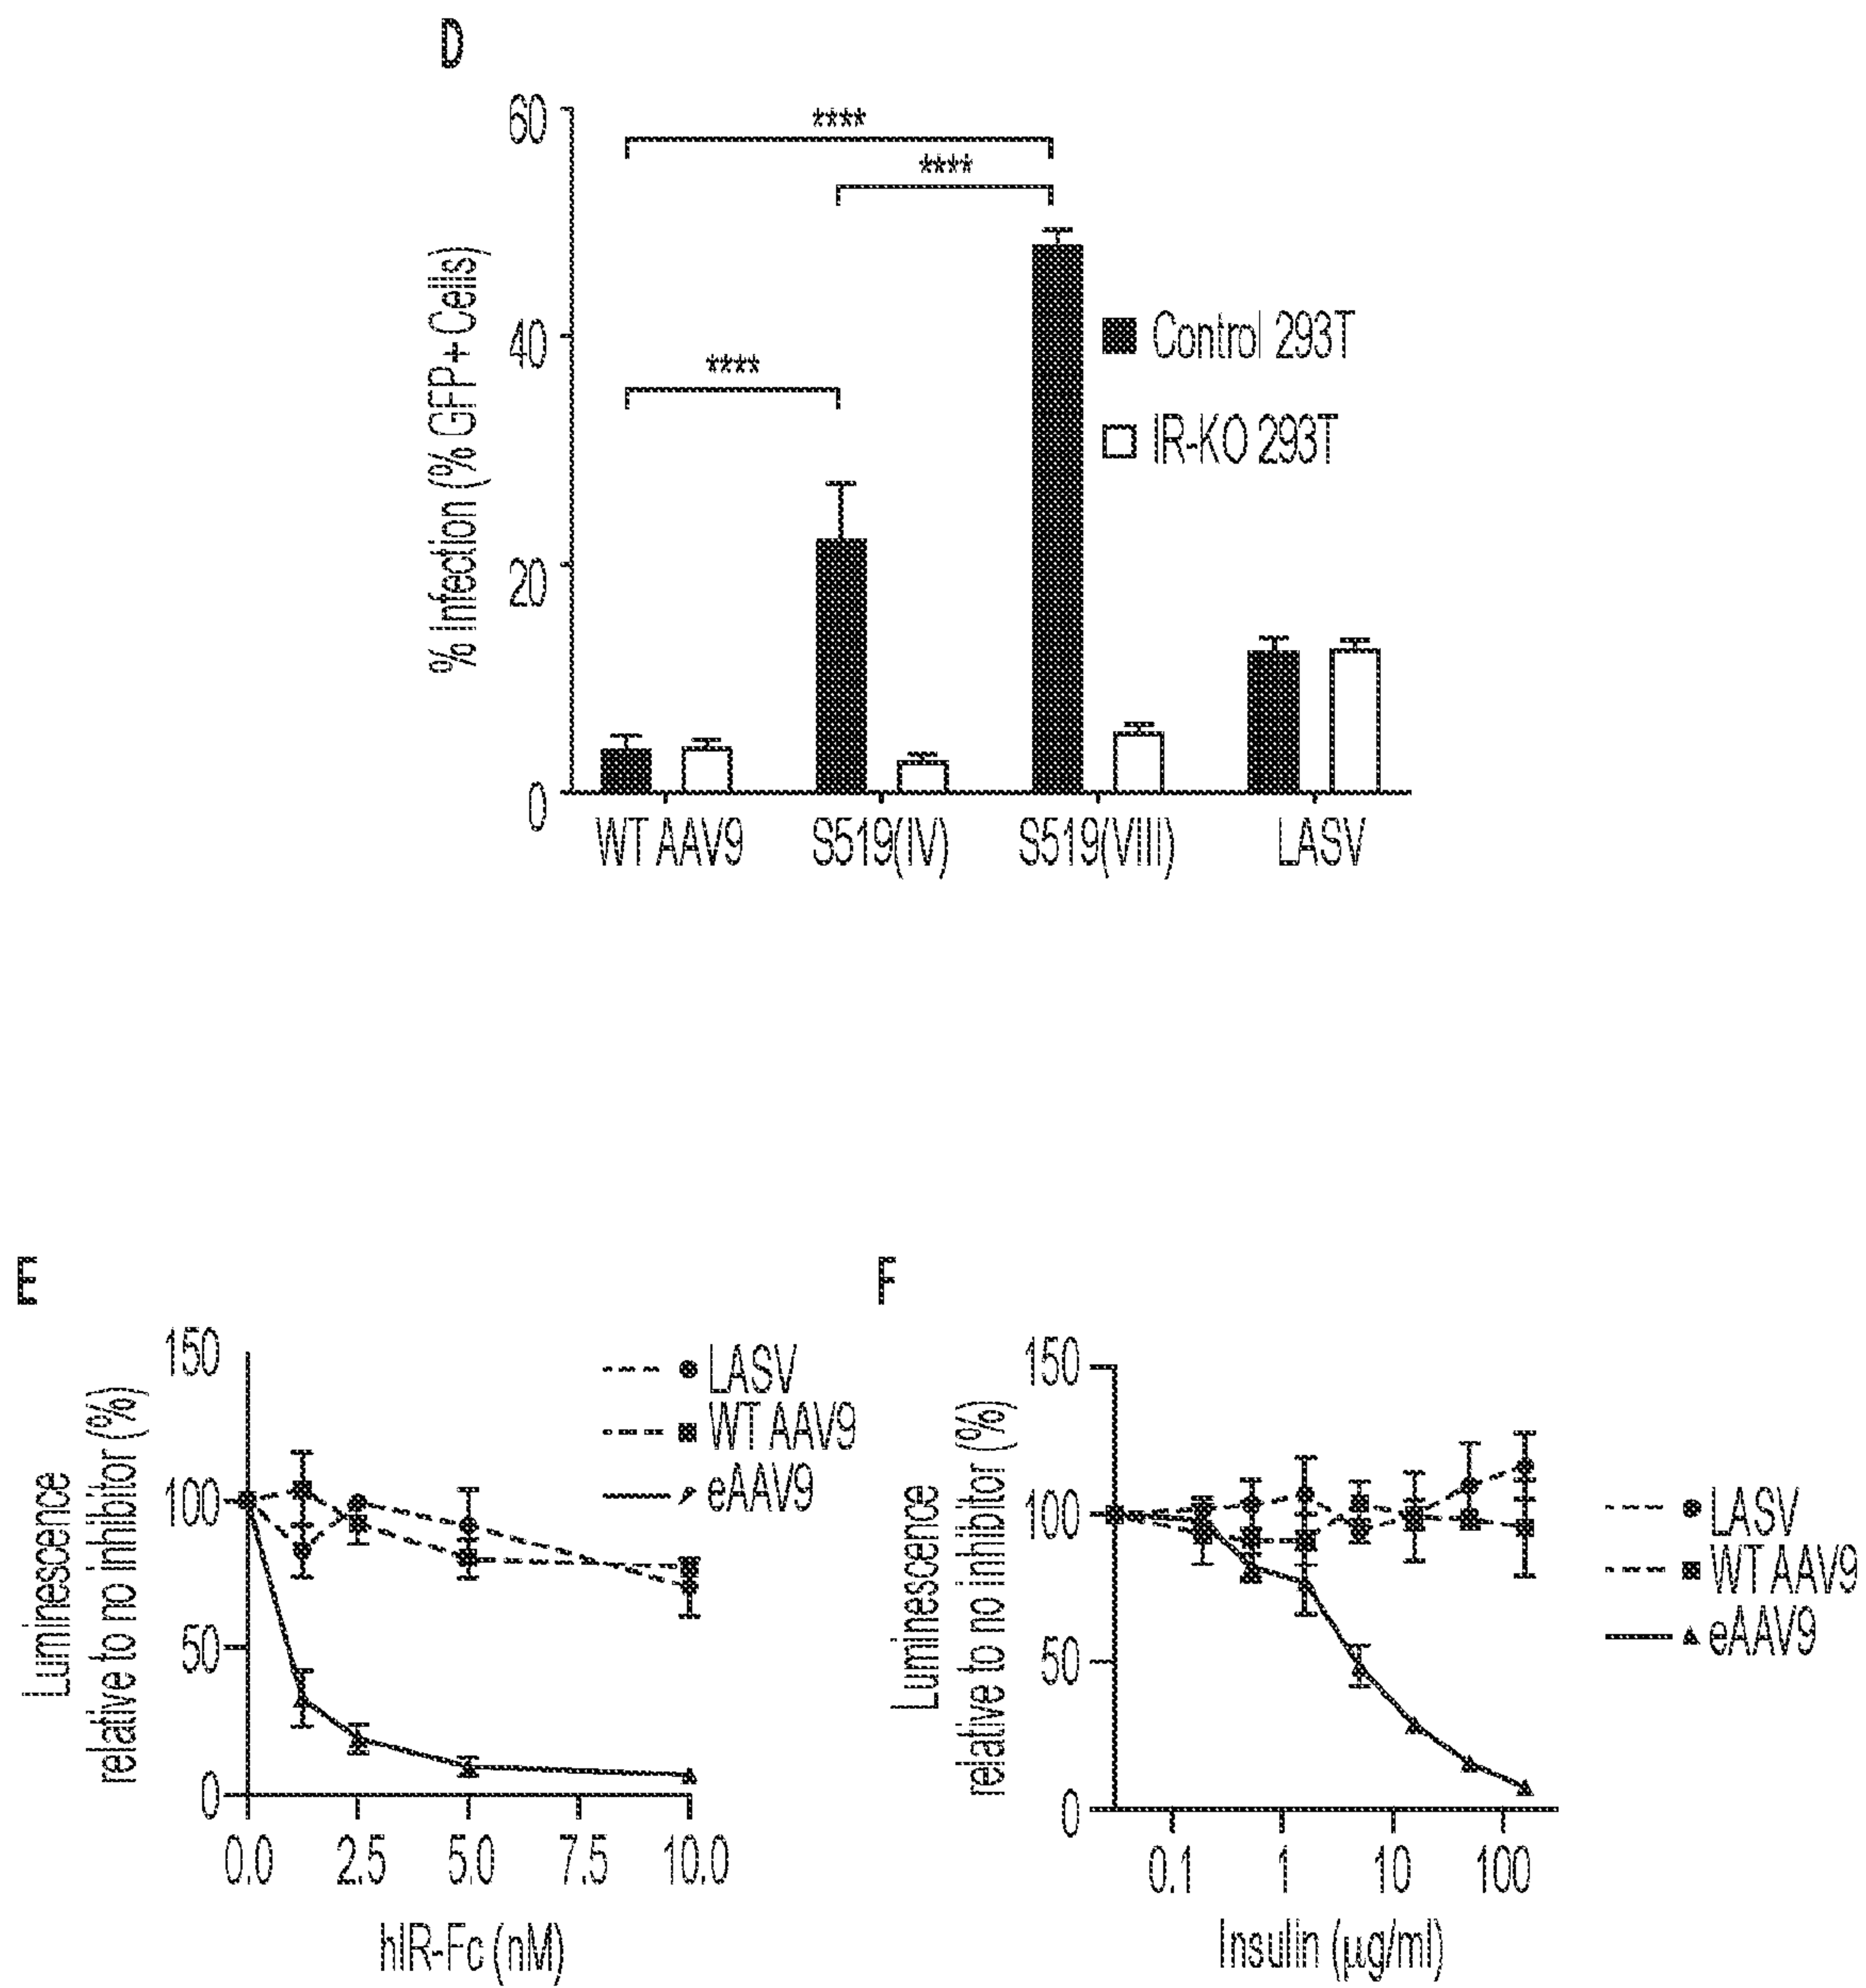 D
60
40
20
0
% Infection (% GFP+ Cells)
****
****
****
Control 293T
IR-KO 293T
WT AAV9
S519(IV)
S519(VIII)
LASV
E
150
100
50
0
Luminescence
relative to no inhibitor (%)
LASV
WT AAV9
eAAV9
0.0 2.5 5.0 7.5 10.0
hIR-Fc (nM)
F
150
100
50
0
Luminescence
relative to no inhibitor (%)
LASV
WT AAV9
eAAV9
0.1 1 10 100
Insulin (μg/ml)